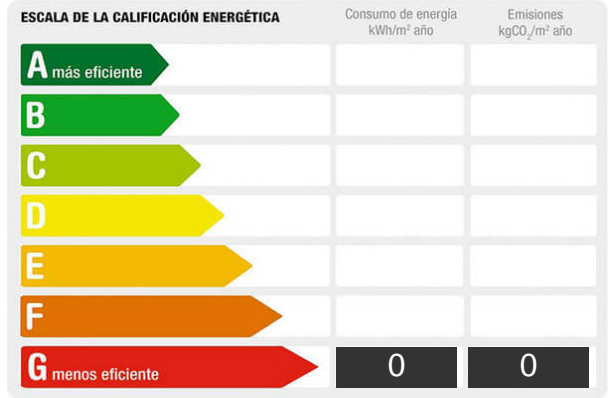 ESCALA DE LA CALIFICACIÓN ENERGÉTICA
Consumo de energía
kWh/m² año
Emisiones
kgCO₂/m² año
A más eficiente
B
C
D
E
F
G menos eficiente 0 0